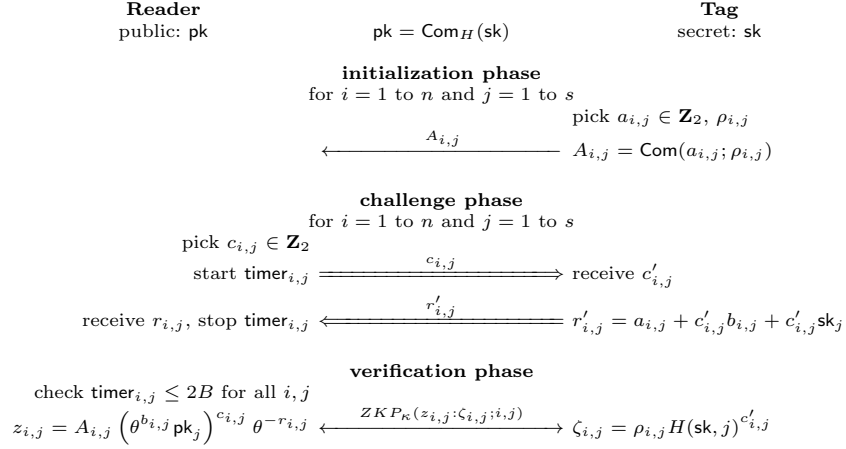 Reader Tag
public: pk pk = Com_H(sk) secret: sk
initialization phase
for i = 1 to n and j = 1 to s
pick a_{i,j} ∈ Z_2, ρ_{i,j}
A_{i,j} A_{i,j} = Com(a_{i,j}; ρ_{i,j})
challenge phase
for i = 1 to n and j = 1 to s
pick c_{i,j} ∈ Z_2
start timer_{i,j} c_{i,j} receive c'_{i,j}
receive r_{i,j}, stop timer_{i,j} r'_{i,j} r'_{i,j} = a_{i,j} + c'_{i,j}b_{i,j} + c'_{i,j}sk_j
verification phase
check timer_{i,j} ≤ 2B for all i, j
z_{i,j} = A_{i,j} (θ^{b_{i,j}} pk_j)^{c_{i,j}} θ^{-r_{i,j}} ZKP_κ(z_{i,j}:ζ_{i,j};i,j) ζ_{i,j} = ρ_{i,j}H(sk, j)^{c'_{i,j}}